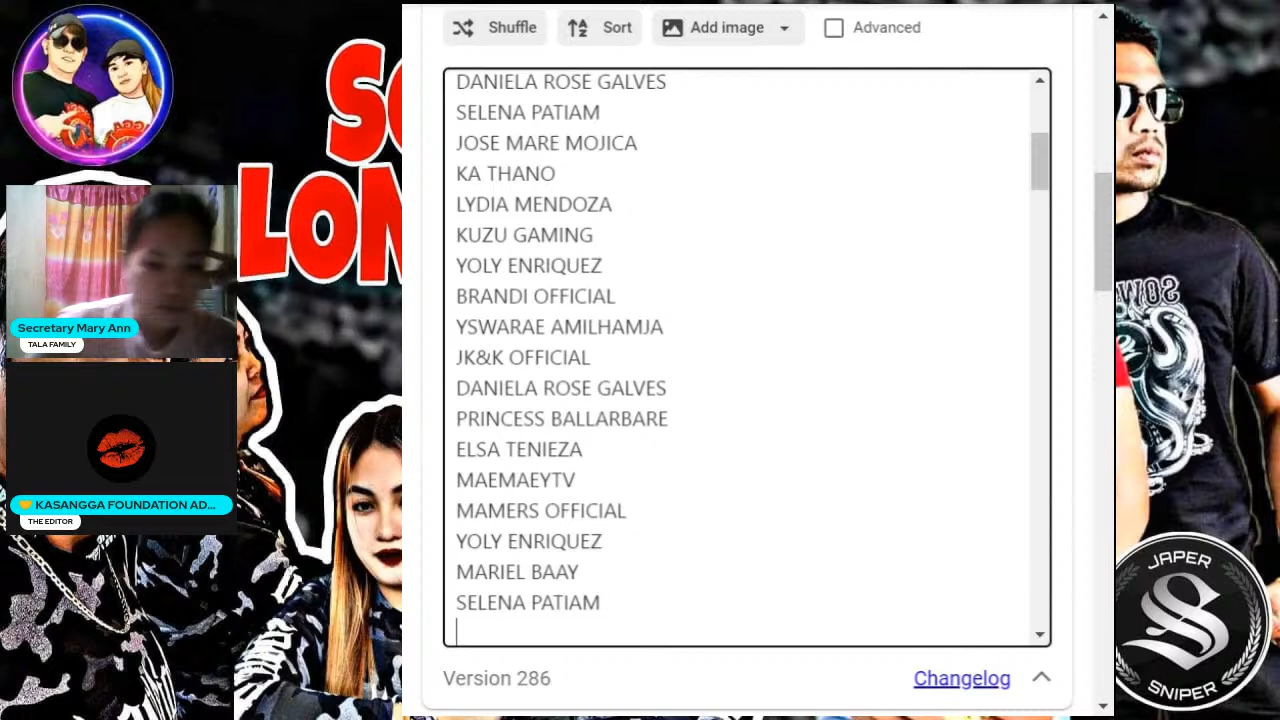 Shuffle
Sort
Add image
Advanced
DANIELA ROSE GALVES
SELENA PATIAM
JOSE MARE MOJICA
KA THANO
LYDIA MENDOZA
KUZU GAMING
YOLY ENRIQUEZ
BRANDI OFFICIAL
YSWARAE AMILHAMJA
JK&K OFFICIAL
DANIELA ROSE GALVES
PRINCESS BALLARBARE
ELSA TENIEZA
MAEMAEYTV
MAMERS OFFICIAL
YOLY ENRIQUEZ
MARIEL BAAY
SELENA PATIAM
Version 286
Changelog
Secretary Mary Ann
TALA FAMILY
KASANGGA FOUNDATION AD...
THE EDITOR
JAPER
S
SNIPER